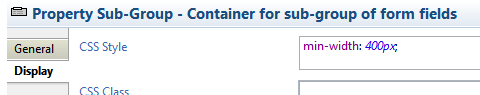 Property Sub-Group - Container for sub-group of form fields
General
CSS Style
min-width: 400px;
Display
CSS Class